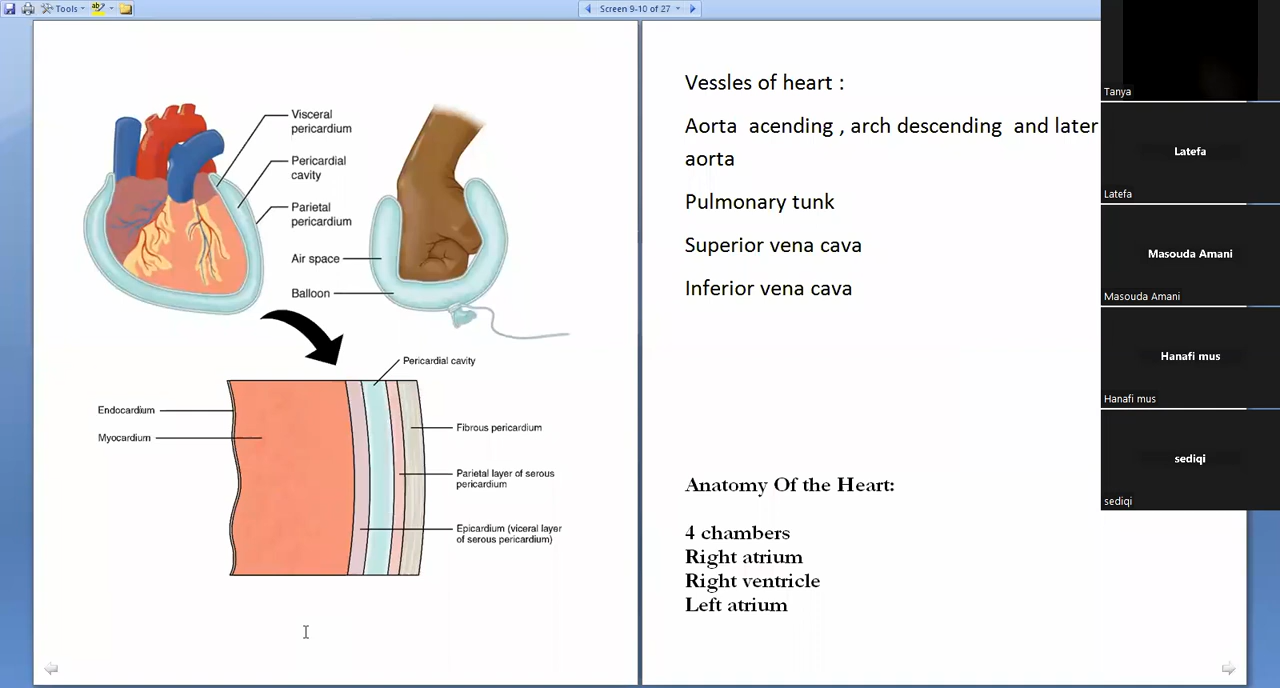 Tools
Screen 9-10 of 27
Visceral
pericardium
Pericardial
cavity
Parietal
pericardium
Air space
Balloon
Pericardial cavity
Endocardium
Myocardium
Fibrous pericardium
Parietal layer of serous
pericardium
Epicardium (viceral layer
of serous pericardium)
Vessles of heart :
Aorta acending , arch descending and later
aorta
Pulmonary tunk
Superior vena cava
Inferior vena cava
Anatomy Of the Heart:
4 chambers
Right atrium
Right ventricle
Left atrium
Tanya
Latefa
Latefa
Masouda Amani
Masouda Amani
Hanafi mus
Hanafi mus
sediqi
sediqi